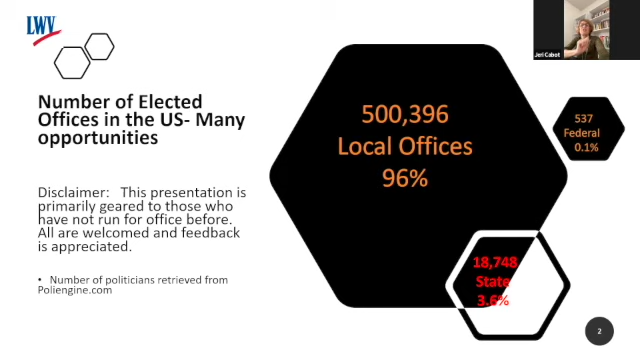 LWV
Jeri Cabot
Number of Elected
Offices in the US- Many
opportunities
Disclaimer: This presentation is
primarily geared to those who
have not run for office before.
All are welcomed and feedback
is appreciated.
• Number of politicians retrieved from
Poliengine.com
500,396
Local Offices
96%
537
Federal
0.1%
18,748
State
3.6%
2